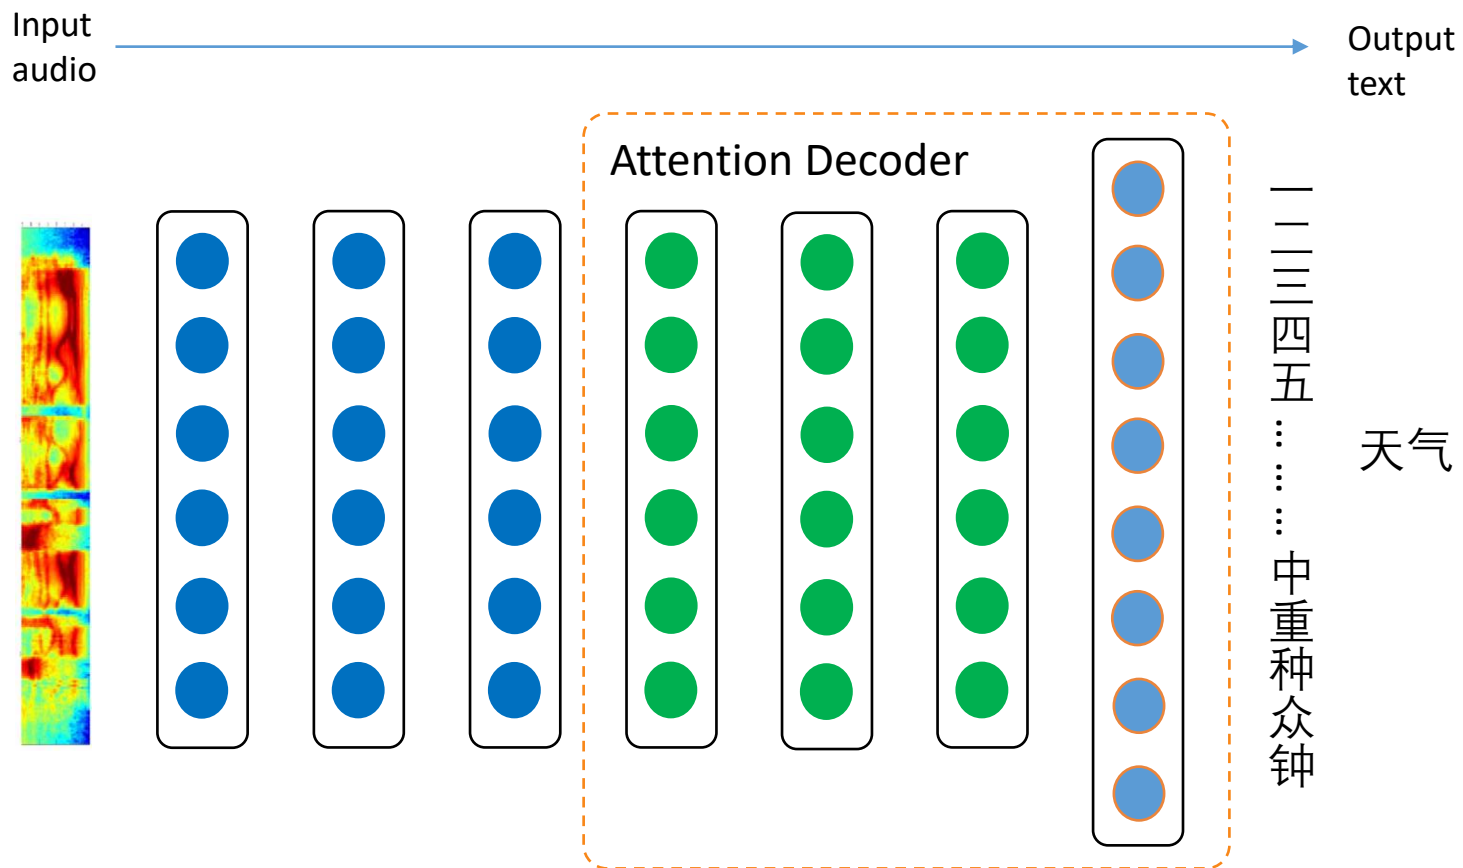 Input
audio
Output
text
Attention Decoder
一
二
三
四
五
…
…
…
中
重
种
众
钟
天气